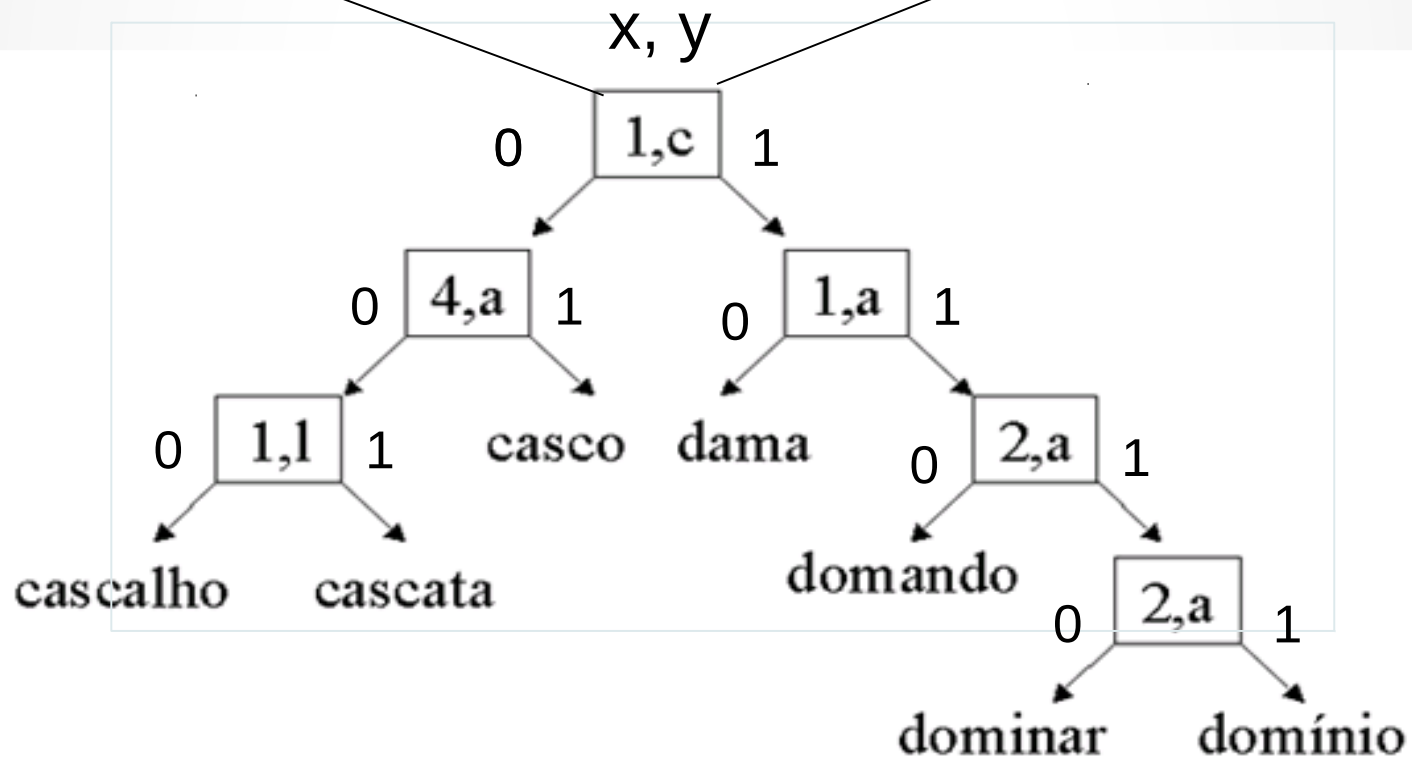 x, y
0 1,c 1
0 4,a 1 0 1,a 1
0 1,l 1 casco dama 0 2,a 1
cascalho cascata domando
0 2,a 1
dominar domínio